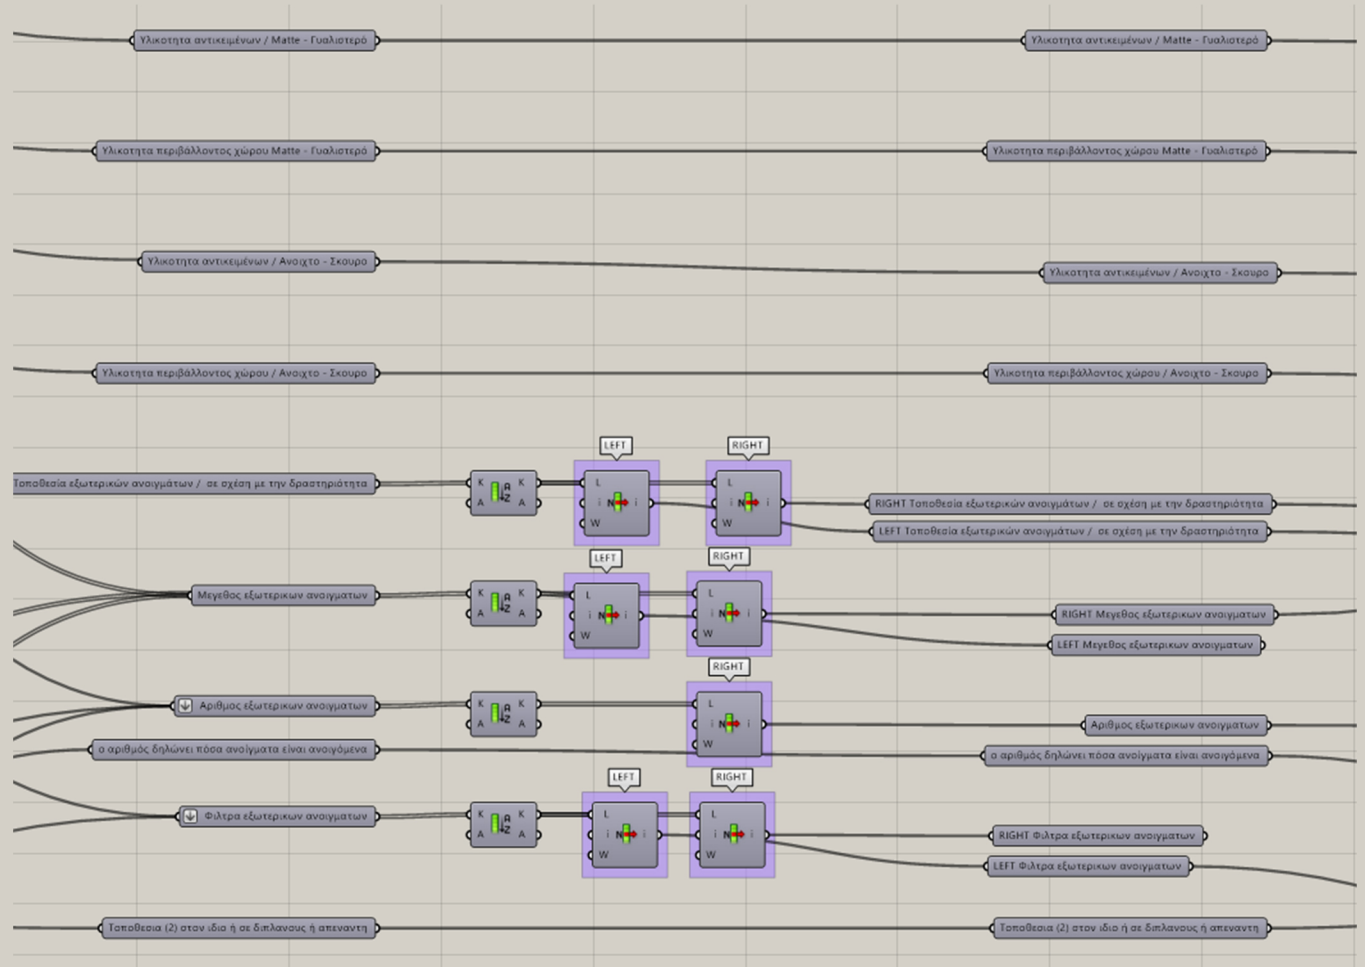 Υλικοτητα αντικειμένων / Matte - Γυαλιστερό
Υλικοτητα αντικειμένων / Matte - Γυαλιστερό
Υλικοτητα περιβάλλοντος χώρου Matte - Γυαλιστερό
Υλικοτητα περιβάλλοντος χώρου Matte - Γυαλιστερό
Υλικοτητα αντικειμένων / Ανοιχτο - Σκουρο
Υλικοτητα αντικειμένων / Ανοιχτο - Σκουρο
Υλικοτητα περιβάλλοντος χώρου / Ανοιχτο - Σκουρο
Υλικοτητα περιβάλλοντος χώρου / Ανοιχτο - Σκουρο
LEFT
RIGHT
Τοποθεσία εξωτερικών ανοιγμάτων / σε σχέση με την δραστηριότητα
K K
A A
A Z
L
i N i
W
L
i N i
W
RIGHT Τοποθεσία εξωτερικών ανοιγμάτων / σε σχέση με την δραστηριότητα
LEFT Τοποθεσία εξωτερικών ανοιγμάτων / σε σχέση με την δραστηριότητα
LEFT
RIGHT
Μεγεθος εξωτερικων ανοιγματων
K K
A A
A Z
L
i N i
W
L
i N i
W
RIGHT Μεγεθος εξωτερικων ανοιγματων
LEFT Μεγεθος εξωτερικων ανοιγματων
RIGHT
Αριθμος εξωτερικων ανοιγματων
K K
A A
A Z
L
i N i
W
Αριθμος εξωτερικων ανοιγματων
ο αριθμός δηλώνει πόσα ανοίγματα είναι ανοιγόμενα
ο αριθμός δηλώνει πόσα ανοίγματα είναι ανοιγόμενα
LEFT
RIGHT
Φιλτρα εξωτερικων ανοιγματων
K K
A A
A Z
L
i N i
W
L
i N i
W
RIGHT Φιλτρα εξωτερικων ανοιγματων
LEFT Φιλτρα εξωτερικων ανοιγματων
Τοποθεσια (2) στον ιδιο ή σε διπλανους ή απεναντη
Τοποθεσια (2) στον ιδιο ή σε διπλανους ή απεναντη